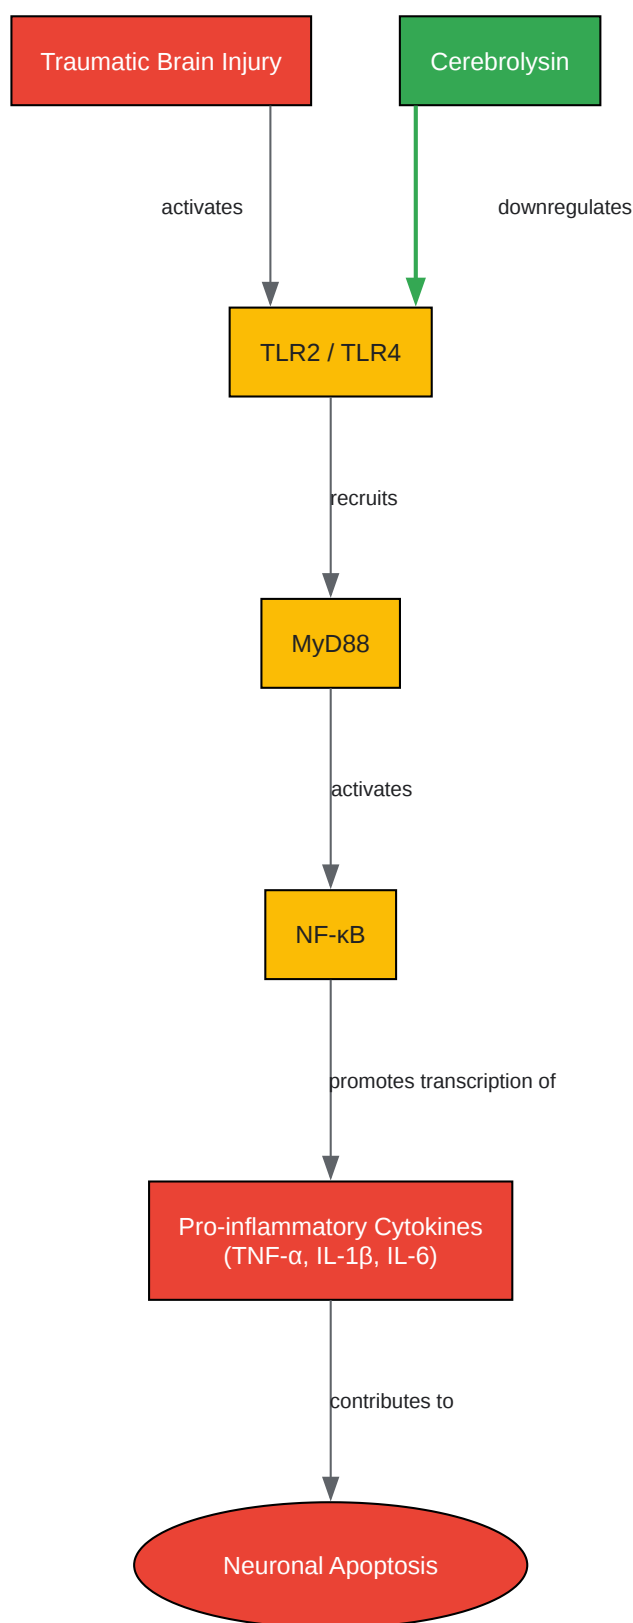 Traumatic Brain Injury
Cerebrolysin
activates
downregulates
TLR2 / TLR4
recruits
MyD88
activates
NF-κB
promotes transcription of
Pro-inflammatory Cytokines
(TNF-α, IL-1β, IL-6)
contributes to
Neuronal Apoptosis